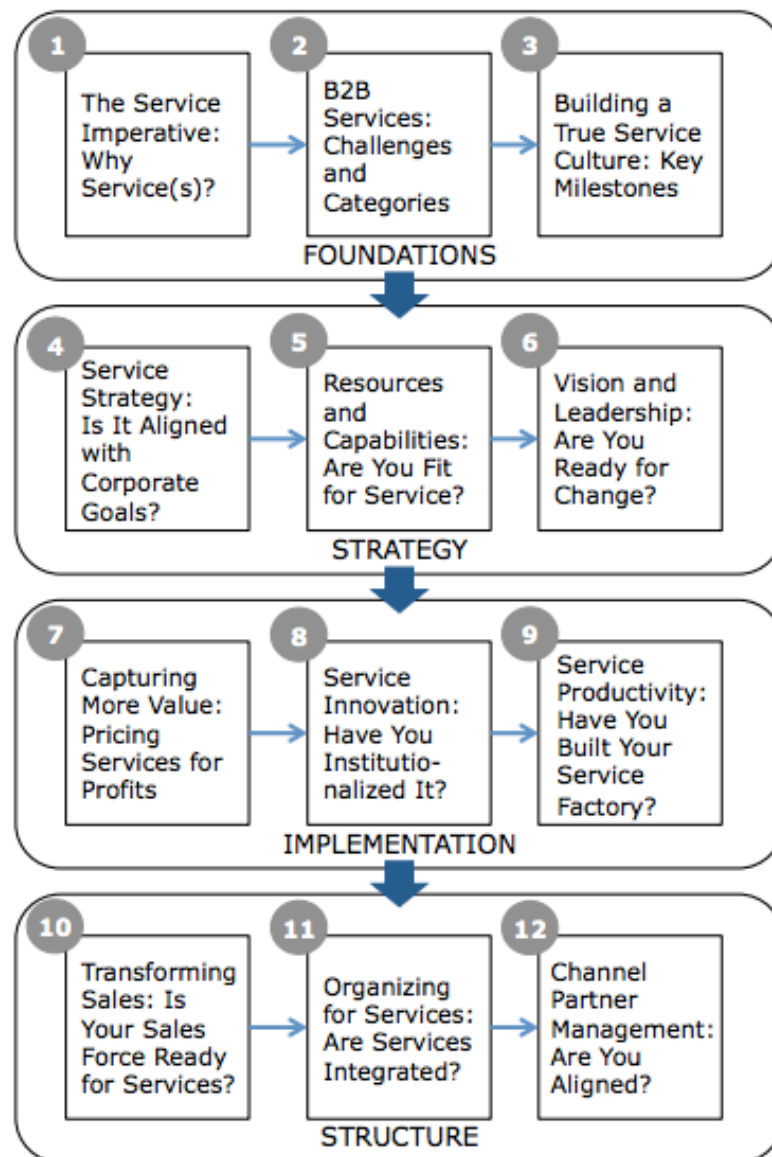 1
The Service
Imperative:
Why
Service(s)?
2
B2B
Services:
Challenges
and
Categories
3
Building a
True Service
Culture: Key
Milestones
FOUNDATIONS
4
Service
Strategy:
Is It Aligned
with
Corporate
Goals?
5
Resources
and
Capabilities:
Are You Fit
for Service?
6
Vision and
Leadership:
Are You
Ready for
Change?
STRATEGY
7
Capturing
More Value:
Pricing
Services for
Profits
8
Service
Innovation:
Have You
Institutio-
nalized It?
9
Service
Productivity:
Have You
Built Your
Service
Factory?
IMPLEMENTATION
10
Transforming
Sales: Is
Your Sales
Force Ready
for Services?
11
Organizing
for Services:
Are Services
Integrated?
12
Channel
Partner
Management:
Are You
Aligned?
STRUCTURE